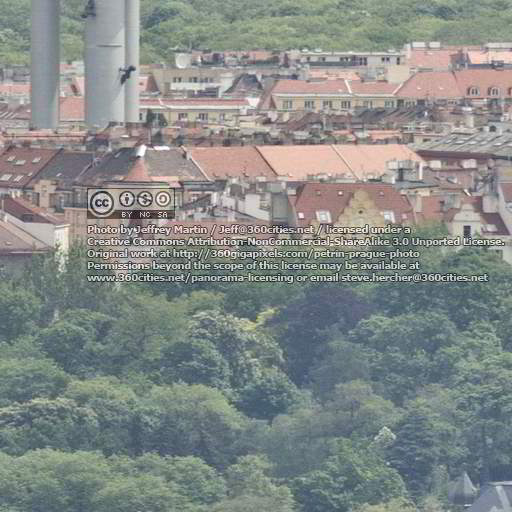 cc
BY NC SA
Photo by Jeffrey Martin / Jeff@360cities.net / licensed under a
Creative Commons Attribution-NonCommercial-ShareAlike 3.0 Unported License.
Original work at http://360gigapixels.com/petrin-prague-photo
Permissions beyond the scope of this license may be available at
www.360cities.net/panorama-licensing or email steve.hercher@360cities.net